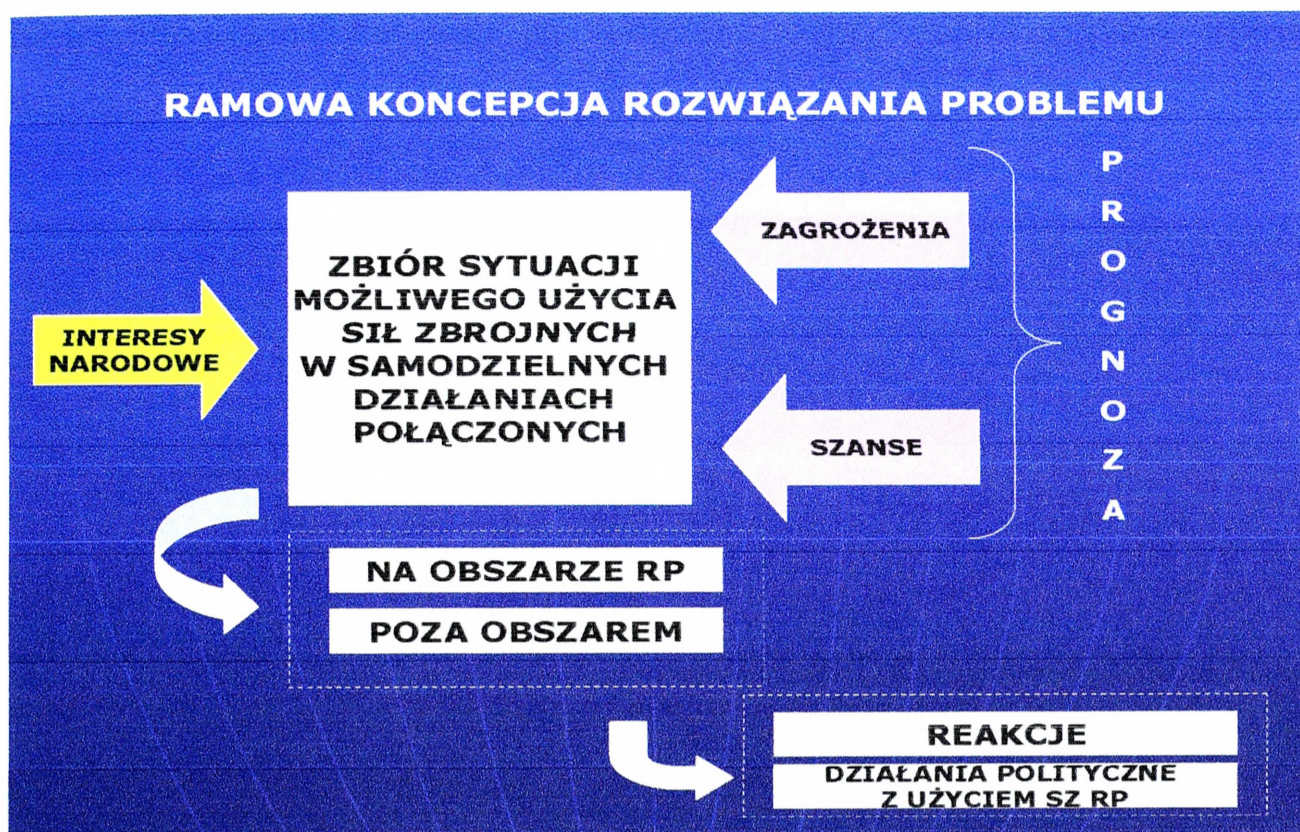 RAMOWA KONCEPCJA ROZWIĄZANIA PROBLEMU
INTERESY
NARODOWE
ZBIÓR SYTUACJI
MOŻLIWEGO UŻYCIA
SIŁ ZBROJNYCH
W SAMODZIELNYCH
DZIAŁANIACH
POŁĄCZONYCH
ZAGROŻENIA
SZANSE
PROGNOZA
NA OBSZARZE RP
POZA OBSZAREM
REAKCJE
DZIAŁANIA POLITYCZNE
Z UŻYCIEM SZ RP